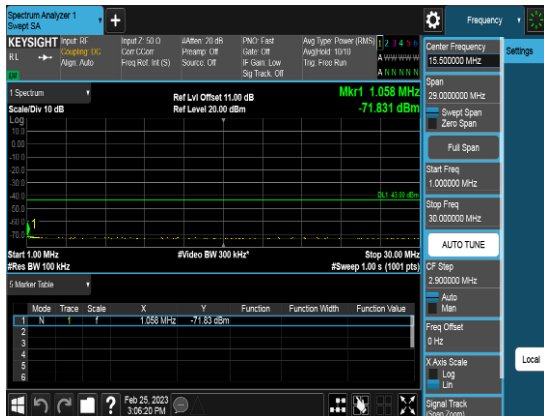 Spectrum Analyzer 1
Swept SA
Frequency
KEYSIGHT
RL
Input: RF
Coupling: DC
Align: Auto
Input Z: 50 Ω
Corr CCorr
Freq Ref: Int (S)
#Atten: 20 dB
Preamp: Off
Source: Off
PNO: Fast
Gate: Off
IF Gain: Low
Sig Track: Off
Avg Type: Power (RMS)
Avg|Hold: 10/10
Trig: Free Run
1 2 3 4 5 6
A W W W W W
A N N N N N
1 Spectrum
Scale/Div 10 dB
Ref Lvl Offset 11.00 dB
Ref Level 20.00 dBm
Mkr1 1.058 MHz
-71.831 dBm
Log
10.0
0.00
-10.0
-20.0
-30.0
-40.0
-50.0
-60.0
-70.0
1
DL1 -43.00 dBm
Start 1.00 MHz
#Res BW 100 kHz
#Video BW 300 kHz*
Stop 30.00 MHz
#Sweep 1.00 s (1001 pts)
5 Marker Table
Mode Trace Scale X Y Function Function Width Function Value
1 N 1 f 1.058 MHz -71.83 dBm
2
3
4
5
6
Feb 25, 2023
3:06:20 PM
Center Frequency
15.500000 MHz
Span
29.0000000 MHz
Swept Span
Zero Span
Full Span
Start Freq
1.000000 MHz
Stop Freq
30.000000 MHz
AUTO TUNE
CF Step
2.900000 MHz
Auto
Man
Freq Offset
0 Hz
X Axis Scale
Log
Lin
Signal Track
(Span Zoom)
Settings
Local